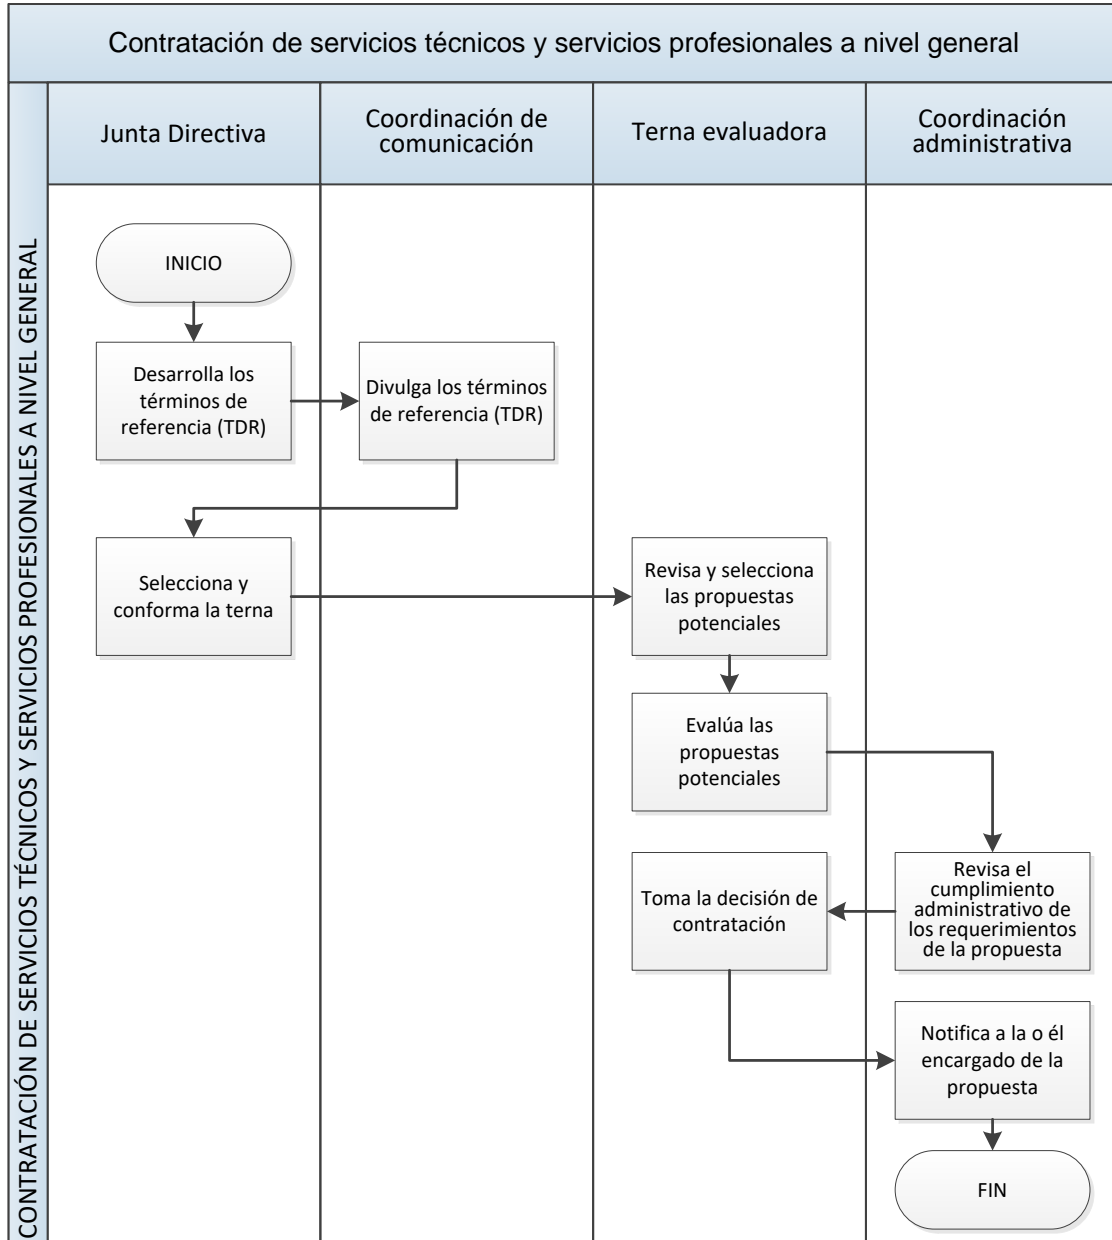 Contratación de servicios técnicos y servicios profesionales a nivel general
CONTRATACIÓN DE SERVICIOS TÉCNICOS Y SERVICIOS PROFESIONALES A NIVEL GENERAL
Junta Directiva
Coordinación de
comunicación
Terna evaluadora
Coordinación
administrativa
INICIO
Desarrolla los
términos de
referencia (TDR)
Divulga los términos
de referencia (TDR)
Selecciona y
conforma la terna
Revisa y selecciona
las propuestas
potenciales
Evalúa las
propuestas
potenciales
Revisa el
cumplimiento
administrativo de
los requerimientos
de la propuesta
Toma la decisión de
contratación
Notifica a la o él
encargado de la
propuesta
FIN